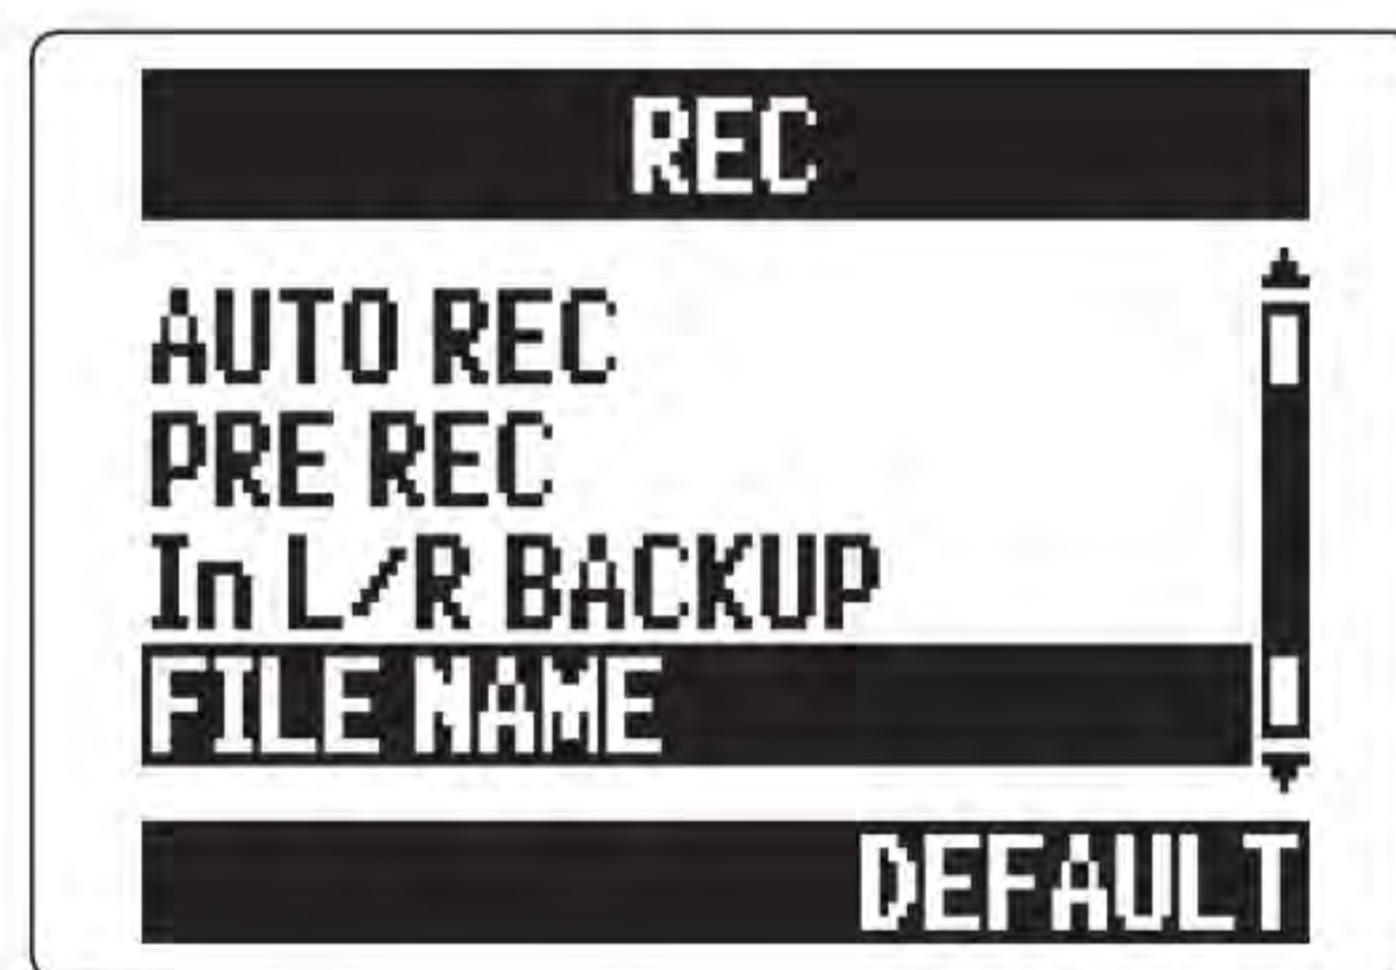 REC
AUTO REC
PRE REC
In L/R BACKUP
FILE NAME
DEFAULT